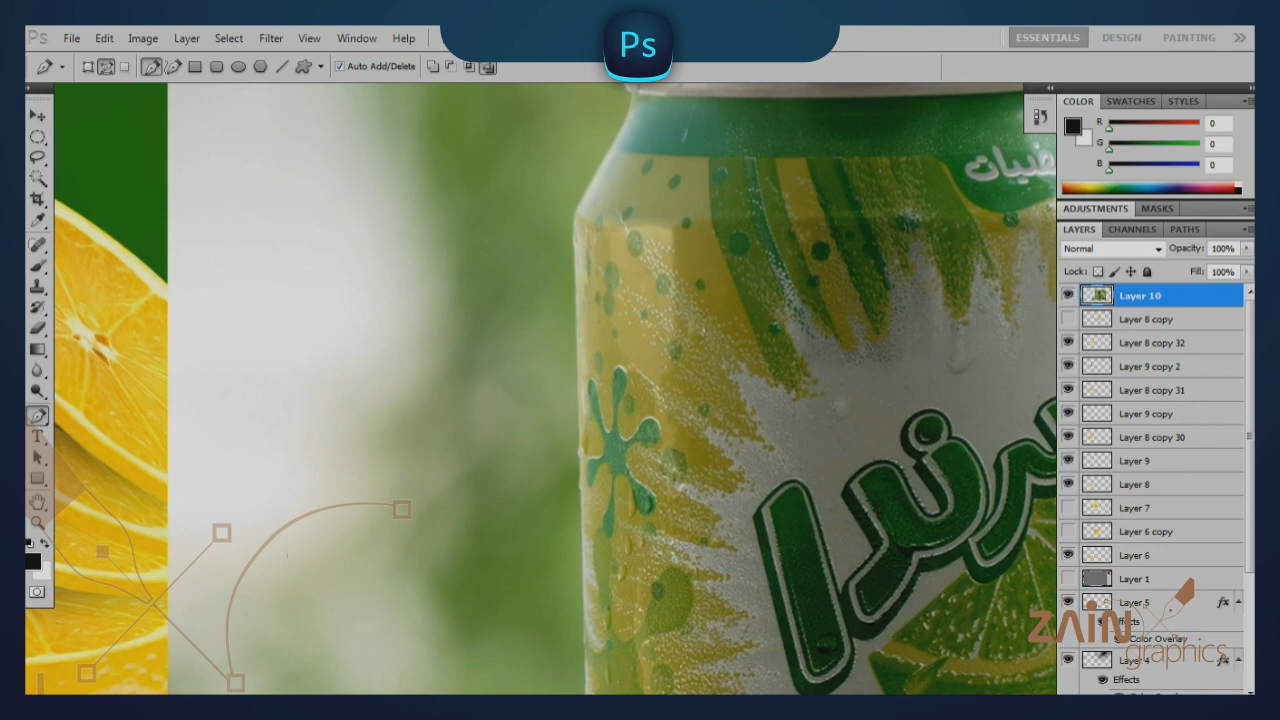 Ps
Ps File Edit Image Layer Select Filter View Window Help
ESSENTIALS DESIGN PAINTING
Auto Add/Delete
COLOR SWATCHES STYLES
R 0
G 0
B 0
ADJUSTMENTS MASKS
LAYERS CHANNELS PATHS
Normal Opacity: 100%
Lock: Fill: 100%
Layer 10
Layer 8 copy
Layer 8 copy 32
Layer 9 copy 2
Layer 8 copy 31
Layer 9 copy
Layer 8 copy 30
Layer 9
Layer 8
Layer 7
Layer 6 copy
Layer 6
Layer 1
Layer 5 fx
Effects
Color Overlay
Layer 4 fx
Effects
ZAIN
graphics
ميرندا